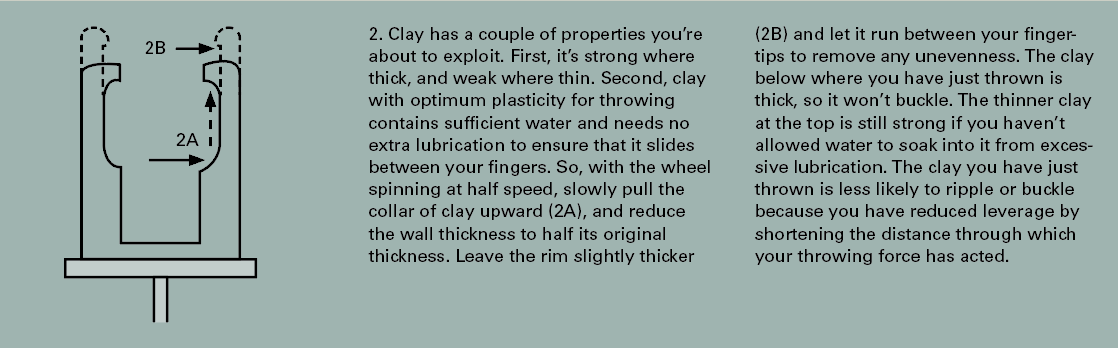 2B
2A
2. Clay has a couple of properties you're
about to exploit. First, it's strong where
thick, and weak where thin. Second, clay
with optimum plasticity for throwing
contains sufficient water and needs no
extra lubrication to ensure that it slides
between your fingers. So, with the wheel
spinning at half speed, slowly pull the
collar of clay upward (2A), and reduce
the wall thickness to half its original
thickness. Leave the rim slightly thicker
(2B) and let it run between your finger-
tips to remove any unevenness. The clay
below where you have just thrown is
thick, so it won't buckle. The thinner clay
at the top is still strong if you haven't
allowed water to soak into it from exces-
sive lubrication. The clay you have just
thrown is less likely to ripple or buckle
because you have reduced leverage by
shortening the distance through which
your throwing force has acted.